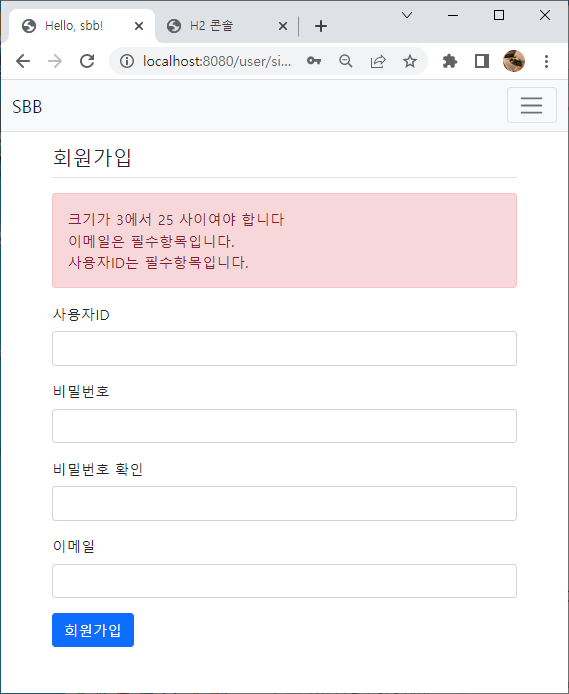 Hello, sbb!
H2 콘솔
localhost:8080/user/si...
SBB
회원가입
크기가 3에서 25 사이여야 합니다
이메일은 필수항목입니다.
사용자ID는 필수항목입니다.
사용자ID
비밀번호
비밀번호 확인
이메일
회원가입